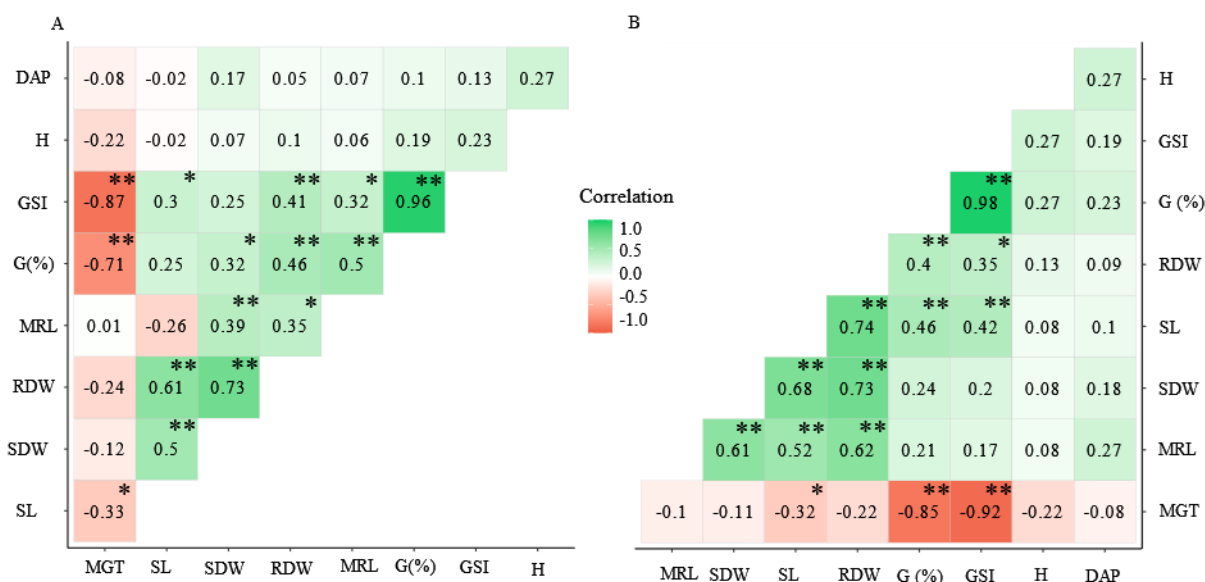 A
DAP -0.08 -0.02 0.17 0.05 0.07 0.1 0.13 0.27
H -0.22 -0.02 0.07 0.1 0.06 0.19 0.23
** * ** * **
GSI -0.87 0.3 0.25 0.41 0.32 0.96
** * ** **
G(%) -0.71 0.25 0.32 0.46 0.5
** *
MRL 0.01 -0.26 0.39 0.35
** **
RDW -0.24 0.61 0.73
**
SDW -0.12 0.5
*
SL -0.33
MGT SL SDW RDW MRL G(%) GSI H
Correlation
1.0
0.5
0.0
-0.5
-1.0
B
0.27 H
0.27 0.19 GSI
**
0.98 0.27 0.23 G (%)
** *
0.4 0.35 0.13 0.09 RDW
** ** **
0.74 0.46 0.42 0.08 0.1 SL
** **
0.68 0.73 0.24 0.2 0.08 0.18 SDW
** ** **
0.61 0.52 0.62 0.21 0.17 0.08 0.27 MRL
* ** **
-0.1 -0.11 -0.32 -0.22 -0.85 -0.92 -0.22 -0.08 MGT
MRL SDW SL RDW G (%) GSI H DAP